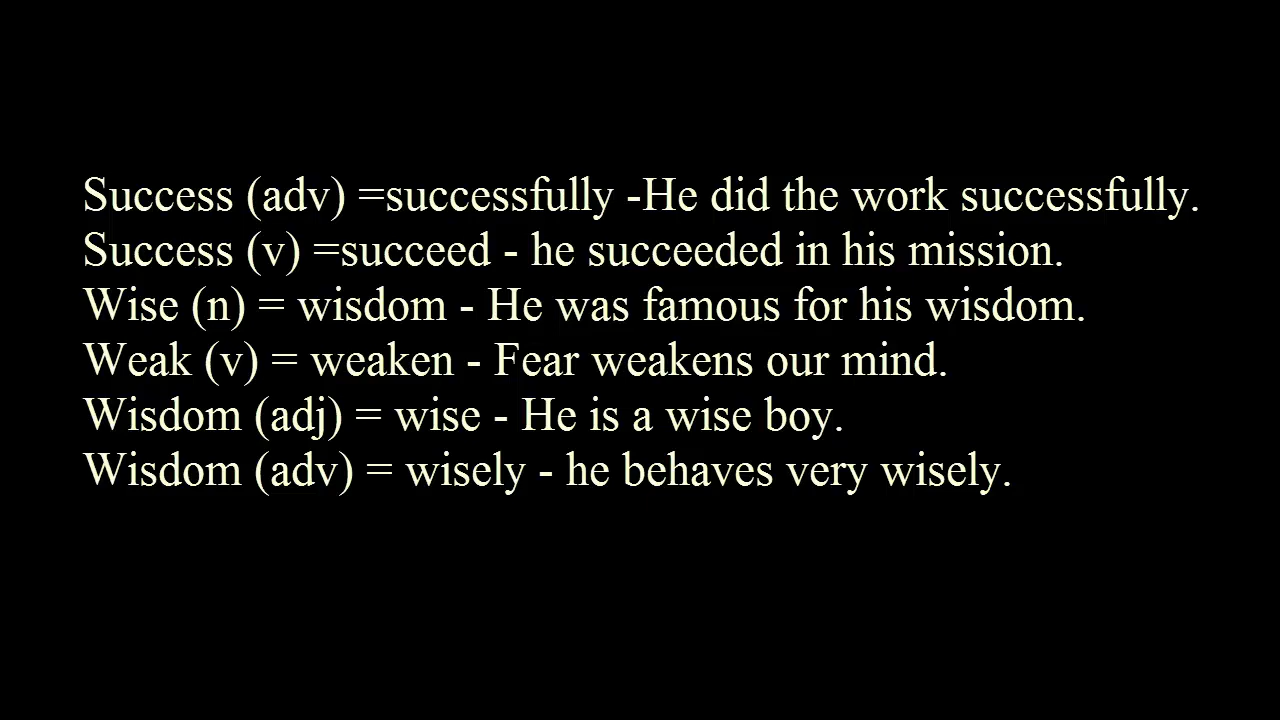 Success (adv) =successfully -He did the work successfully.
Success (v) =succeed - he succeeded in his mission.
Wise (n) = wisdom - He was famous for his wisdom.
Weak (v) = weaken - Fear weakens our mind.
Wisdom (adj) = wise - He is a wise boy.
Wisdom (adv) = wisely - he behaves very wisely.